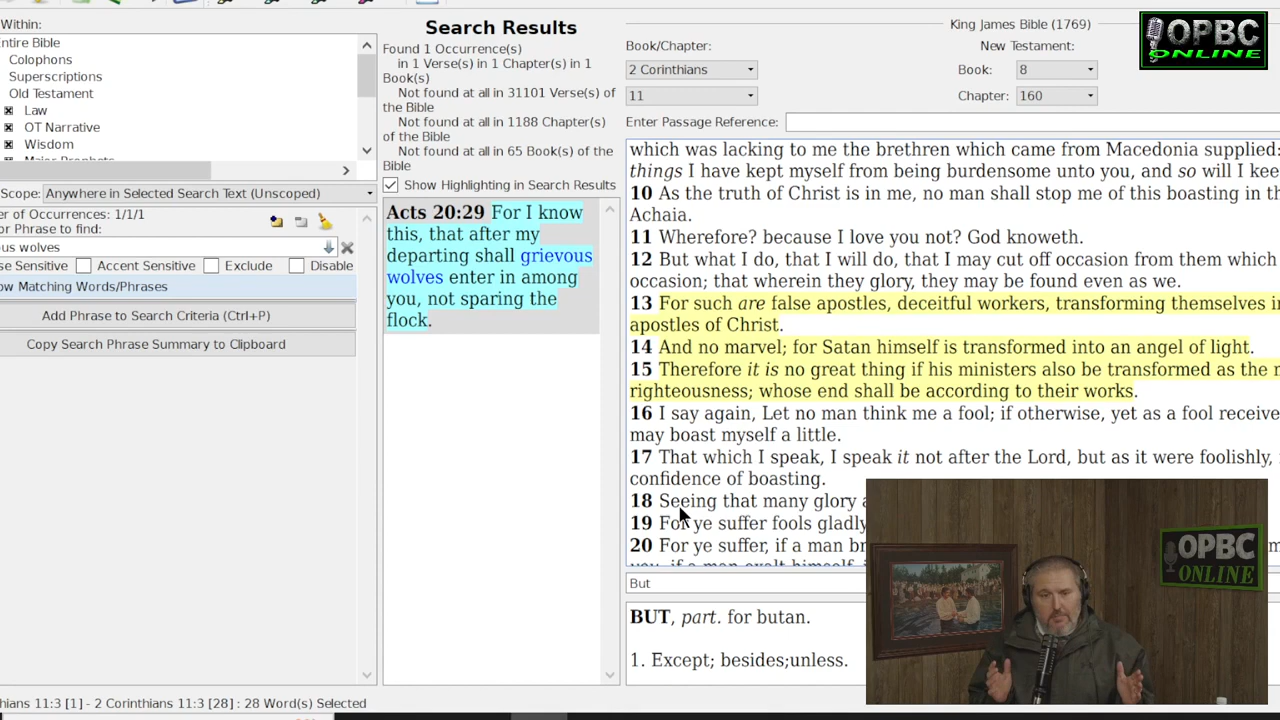 Within:
ntire Bible
Colophons
Superscriptions
Old Testament
Law
OT Narrative
Wisdom
Major Prophets
Scope: Anywhere in Selected Search Text (Unscoped)
er of Occurrences: 1/1/1
or Phrase to find:
ous wolves
se Sensitive Accent Sensitive Exclude Disable
ow Matching Words/Phrases
Add Phrase to Search Criteria (Ctrl+P)
Copy Search Phrase Summary to Clipboard
Search Results
Found 1 Occurrence(s)
in 1 Verse(s) in 1 Chapter(s) in 1
Book(s)
Not found at all in 31101 Verse(s) of
the Bible
Not found at all in 1188 Chapter(s)
of the Bible
Not found at all in 65 Book(s) of the
Bible
Show Highlighting in Search Results
Acts 20:29 For I know
this, that after my
departing shall grievous
wolves enter in among
you, not sparing the
flock.
King James Bible (1769)
Book/Chapter:
New Testament:
2 Corinthians
Book: 8
11
Chapter: 160
Enter Passage Reference:
which was lacking to me the brethren which came from Macedonia supplied:
things I have kept myself from being burdensome unto you, and so will I kee
10 As the truth of Christ is in me, no man shall stop me of this boasting in th
Achaia.
11 Wherefore? because I love you not? God knoweth.
12 But what I do, that I will do, that I may cut off occasion from them which
occasion; that wherein they glory, they may be found even as we.
13 For such are false apostles, deceitful workers, transforming themselves in
apostles of Christ.
14 And no marvel; for Satan himself is transformed into an angel of light.
15 Therefore it is no great thing if his ministers also be transformed as the m
righteousness; whose end shall be according to their works.
16 I say again, Let no man think me a fool; if otherwise, yet as a fool receive
may boast myself a little.
17 That which I speak, I speak it not after the Lord, but as it were foolishly,
confidence of boasting.
18 Seeing that many glory a
19 For ye suffer fools gladly
20 For ye suffer, if a man br
you, if a man exalt himself, i
But
BUT, part. for butan.
1. Except; besides;unless.
hians 11:3 [1] - 2 Corinthians 11:3 [28] : 28 Word(s) Selected
OPBC
ONLINE
OPBC
ONLINE